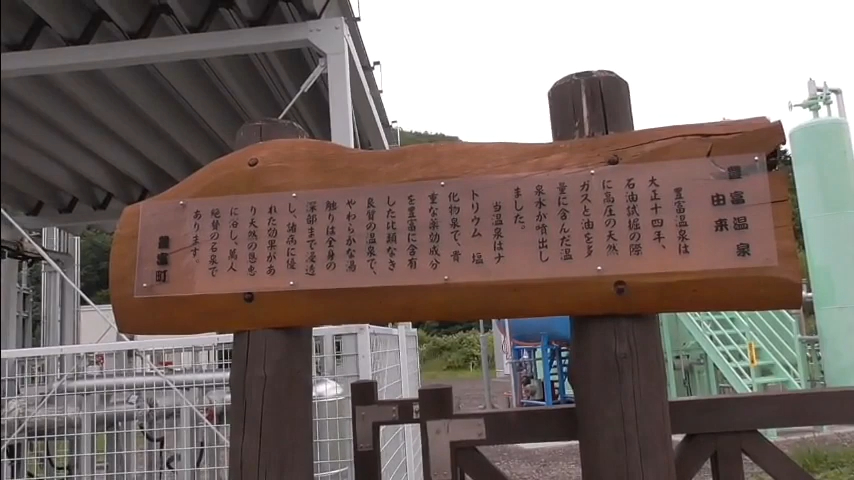 豊富温泉
由来
豊富温泉は
大正十四年、
石油試堀の際
に高圧の天然
ガスと油を多
量に含んだ温
泉水が噴出し
ました。
当温泉は
トリウム、塩
化物泉で、貴
重な薬効成分
を豊富に含有
した比類なき
良質の温泉で、
やわらかな湯
触りは全身の
深部まで浸透
し、諸病に優
れた効果があ
り天然の恩恵
に浴し、万人
絶賛の名泉で
あります。
豊富町